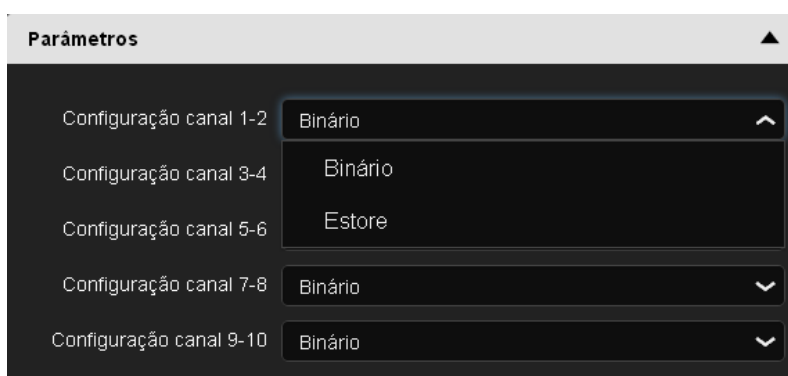 Parâmetros
Configuração canal 1-2 Binário
Binário
Configuração canal 3-4
Estore
Configuração canal 5-6
Configuração canal 7-8 Binário
Configuração canal 9-10 Binário